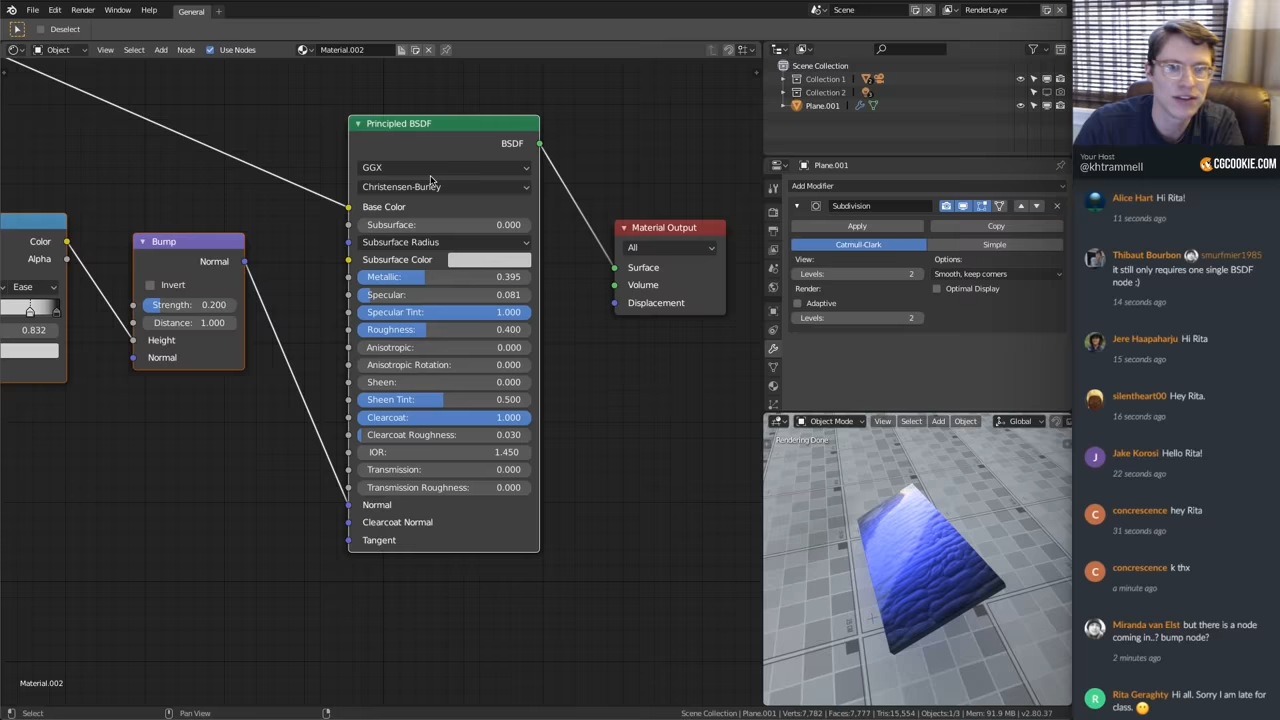 File Edit Render Window Help General + Scene RenderLayer
Deselect
Object View Select Add Node Use Nodes Material.002
Principled BSDF
BSDF
GGX
Christensen-Burley
Base Color
Subsurface: 0.000
Subsurface Radius
Subsurface Color
Metallic: 0.395
Specular: 0.081
Specular Tint: 1.000
Roughness: 0.400
Anisotropic: 0.000
Anisotropic Rotation: 0.000
Sheen: 0.000
Sheen Tint: 0.500
Clearcoat: 1.000
Clearcoat Roughness: 0.030
IOR: 1.450
Transmission: 0.000
Transmission Roughness: 0.000
Normal
Clearcoat Normal
Tangent
Color
Alpha
Ease
0.832
Bump
Normal
Invert
Strength: 0.200
Distance: 1.000
Height
Normal
Material Output
All
Surface
Volume
Displacement
Material.002
Select Pan View
Scene Collection | Plane.001 | Verts:7,782 | Faces:7,777 | Tris:15,554 | Objects:1/3 | Mem: 91.9 MB | v2.80.37
Scene Collection
Collection 1
Collection 2
Plane.001
Plane.001
Add Modifier
Subdivision
Apply Copy
Catmull-Clark Simple
View: Options:
Levels: 2 Smooth, keep corners
Render: Optimal Display
Adaptive
Levels: 2
Object Mode View Select Add Object Global
Rendering Done
Your Host
@khtrammell CGCOOKIE.COM
Alice Hart Hi Rita!
11 seconds ago
Thibaut Bourbon smurfmier1985
it still only requires one single BSDF
node ;)
14 seconds ago
Jere Haapaharju Hi Rita
15 seconds ago
silentheart00 Hey Rita.
16 seconds ago
J Jake Korosi Hello Rita!
22 seconds ago
C concrescence hey Rita
31 seconds ago
C concrescence k thx
a minute ago
Miranda van Elst but there is a node
coming in..? bump node?
2 minutes ago
R Rita Geraghty Hi all. Sorry I am late for
class. 😕